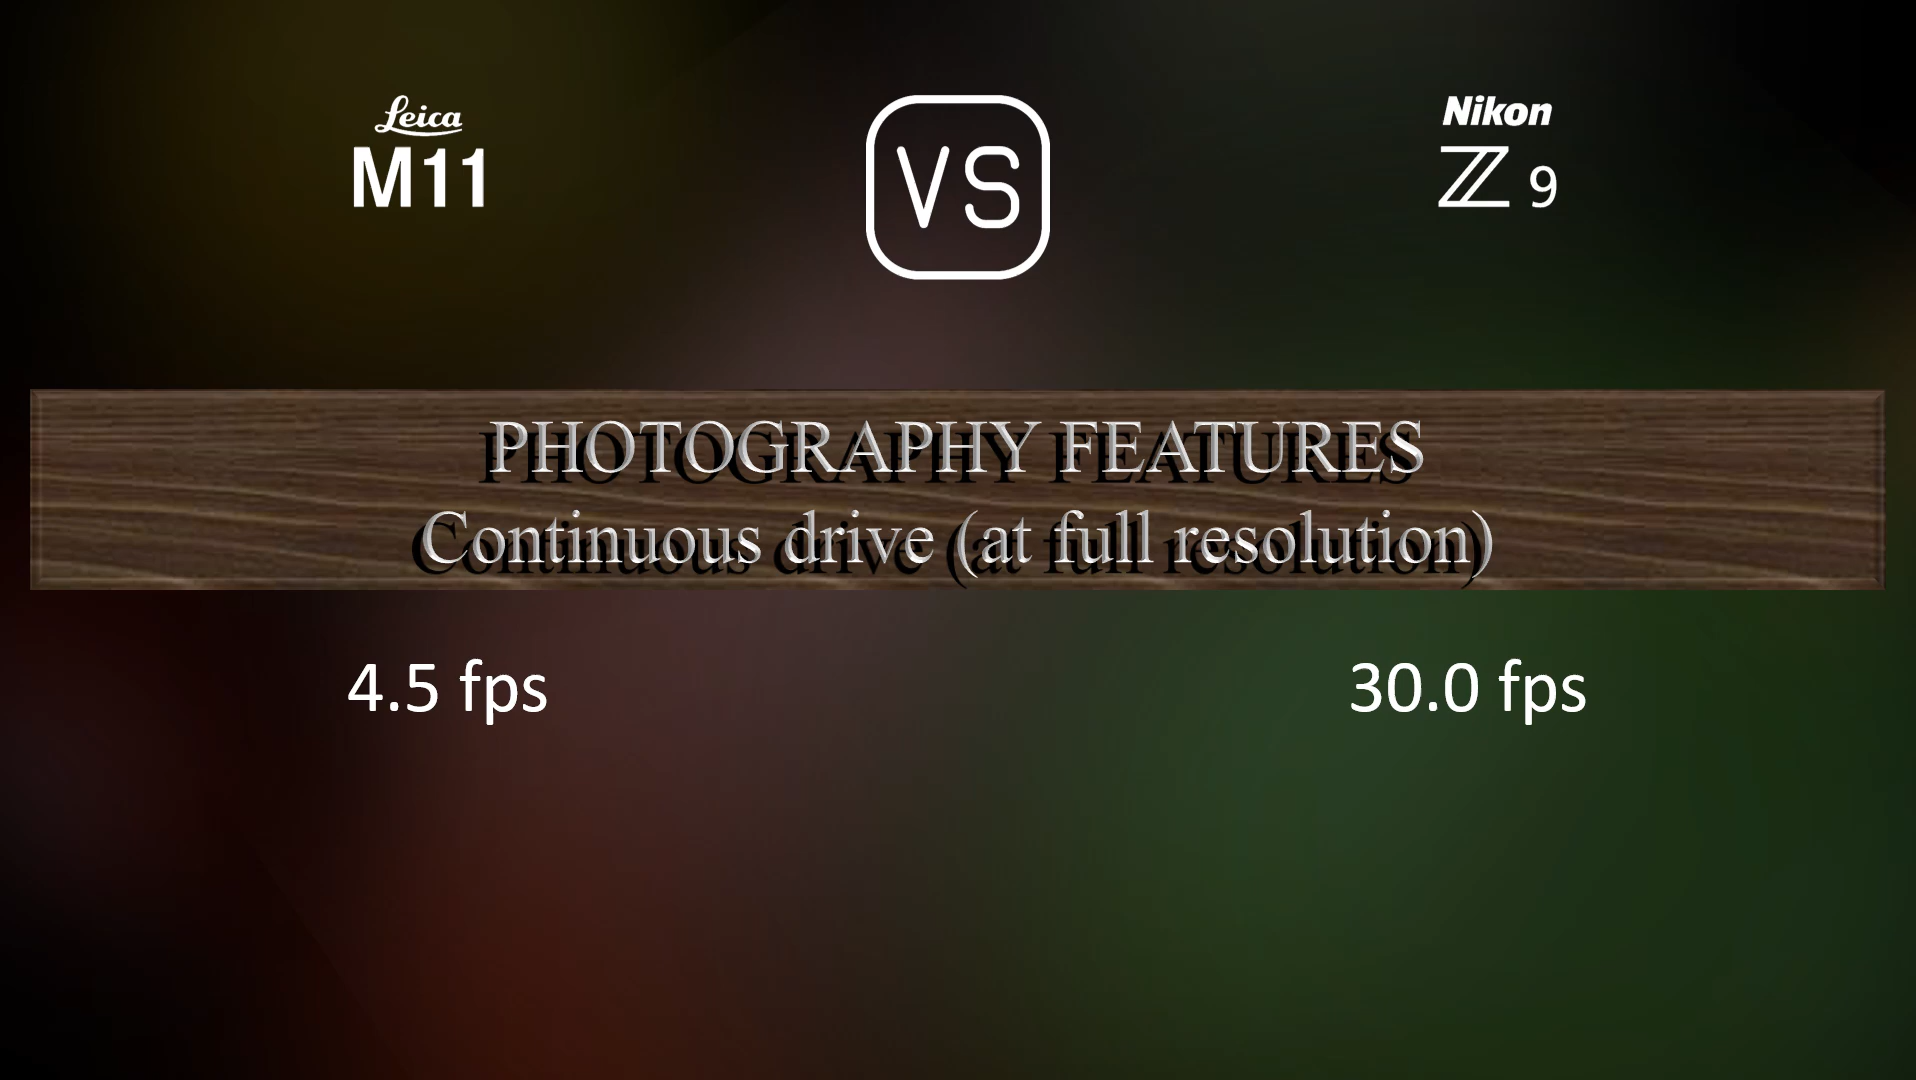 Leica
M11
VS
Nikon
Z 9
PHOTOGRAPHY FEATURES
Continuous drive (at full resolution)
4.5 fps
30.0 fps